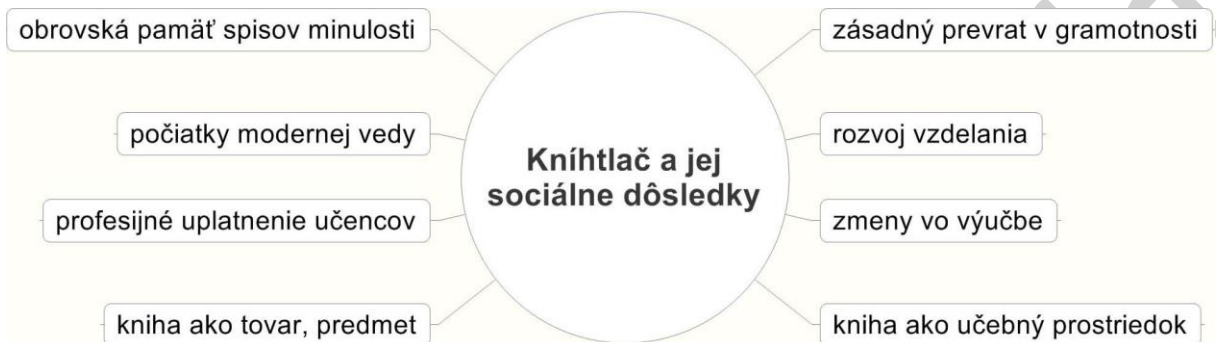 obrovská pamäť spisov minulosti
počiatky modernej vedy
profesijné uplatnenie učencov
kniha ako tovar, predmet
Kníhtlač a jej
sociálne dôsledky
zásadný prevrat v gramotnosti
rozvoj vzdelania
zmeny vo výučbe
kniha ako učebný prostriedok